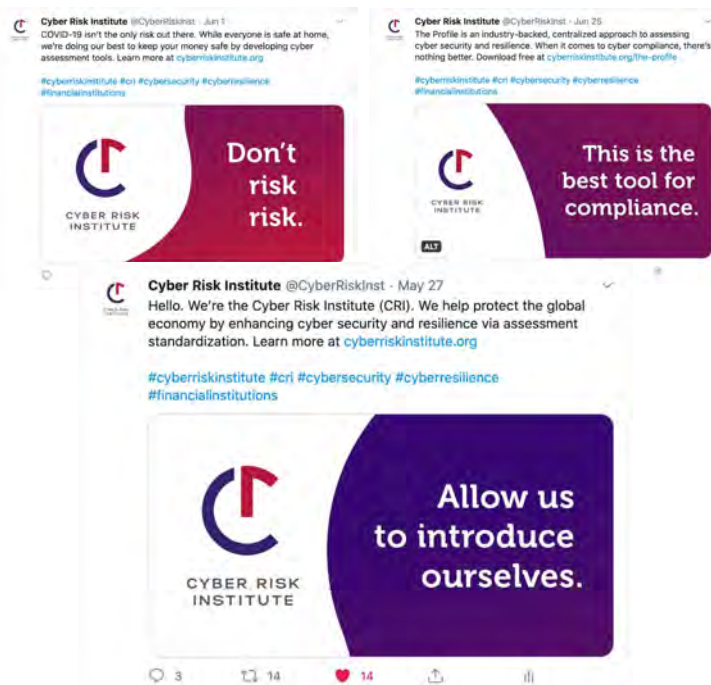 Cyber Risk Institute @CyberRiskInst · Jun 1
COVID-19 isn't the only risk out there. While everyone is safe at home,
we're doing our best to keep your money safe by developing cyber
assessment tools. Learn more at cyberriskinstitute.org
#cyberriskinstitute #cri #cybersecurity #cyberresilience
#financialinstitutions
CYBER RISK
INSTITUTE
Don't
risk
risk.
Cyber Risk Institute @CyberRiskInst · Jun 25
The Profile is an industry-backed, centralized approach to assessing
cyber security and resilience. When it comes to cyber compliance, there's
nothing better. Download free at cyberriskinstitute.org/the-profile
#cyberriskinstitute #cri #cybersecurity #cyberresilience
#financialinstitutions
CYBER RISK
INSTITUTE
This is the
best tool for
compliance.
ALT
Cyber Risk Institute @CyberRiskInst · May 27
Hello. We're the Cyber Risk Institute (CRI). We help protect the global
economy by enhancing cyber security and resilience via assessment
standardization. Learn more at cyberriskinstitute.org
#cyberriskinstitute #cri #cybersecurity #cyberresilience
#financialinstitutions
CYBER RISK
INSTITUTE
Allow us
to introduce
ourselves.
3 14 14